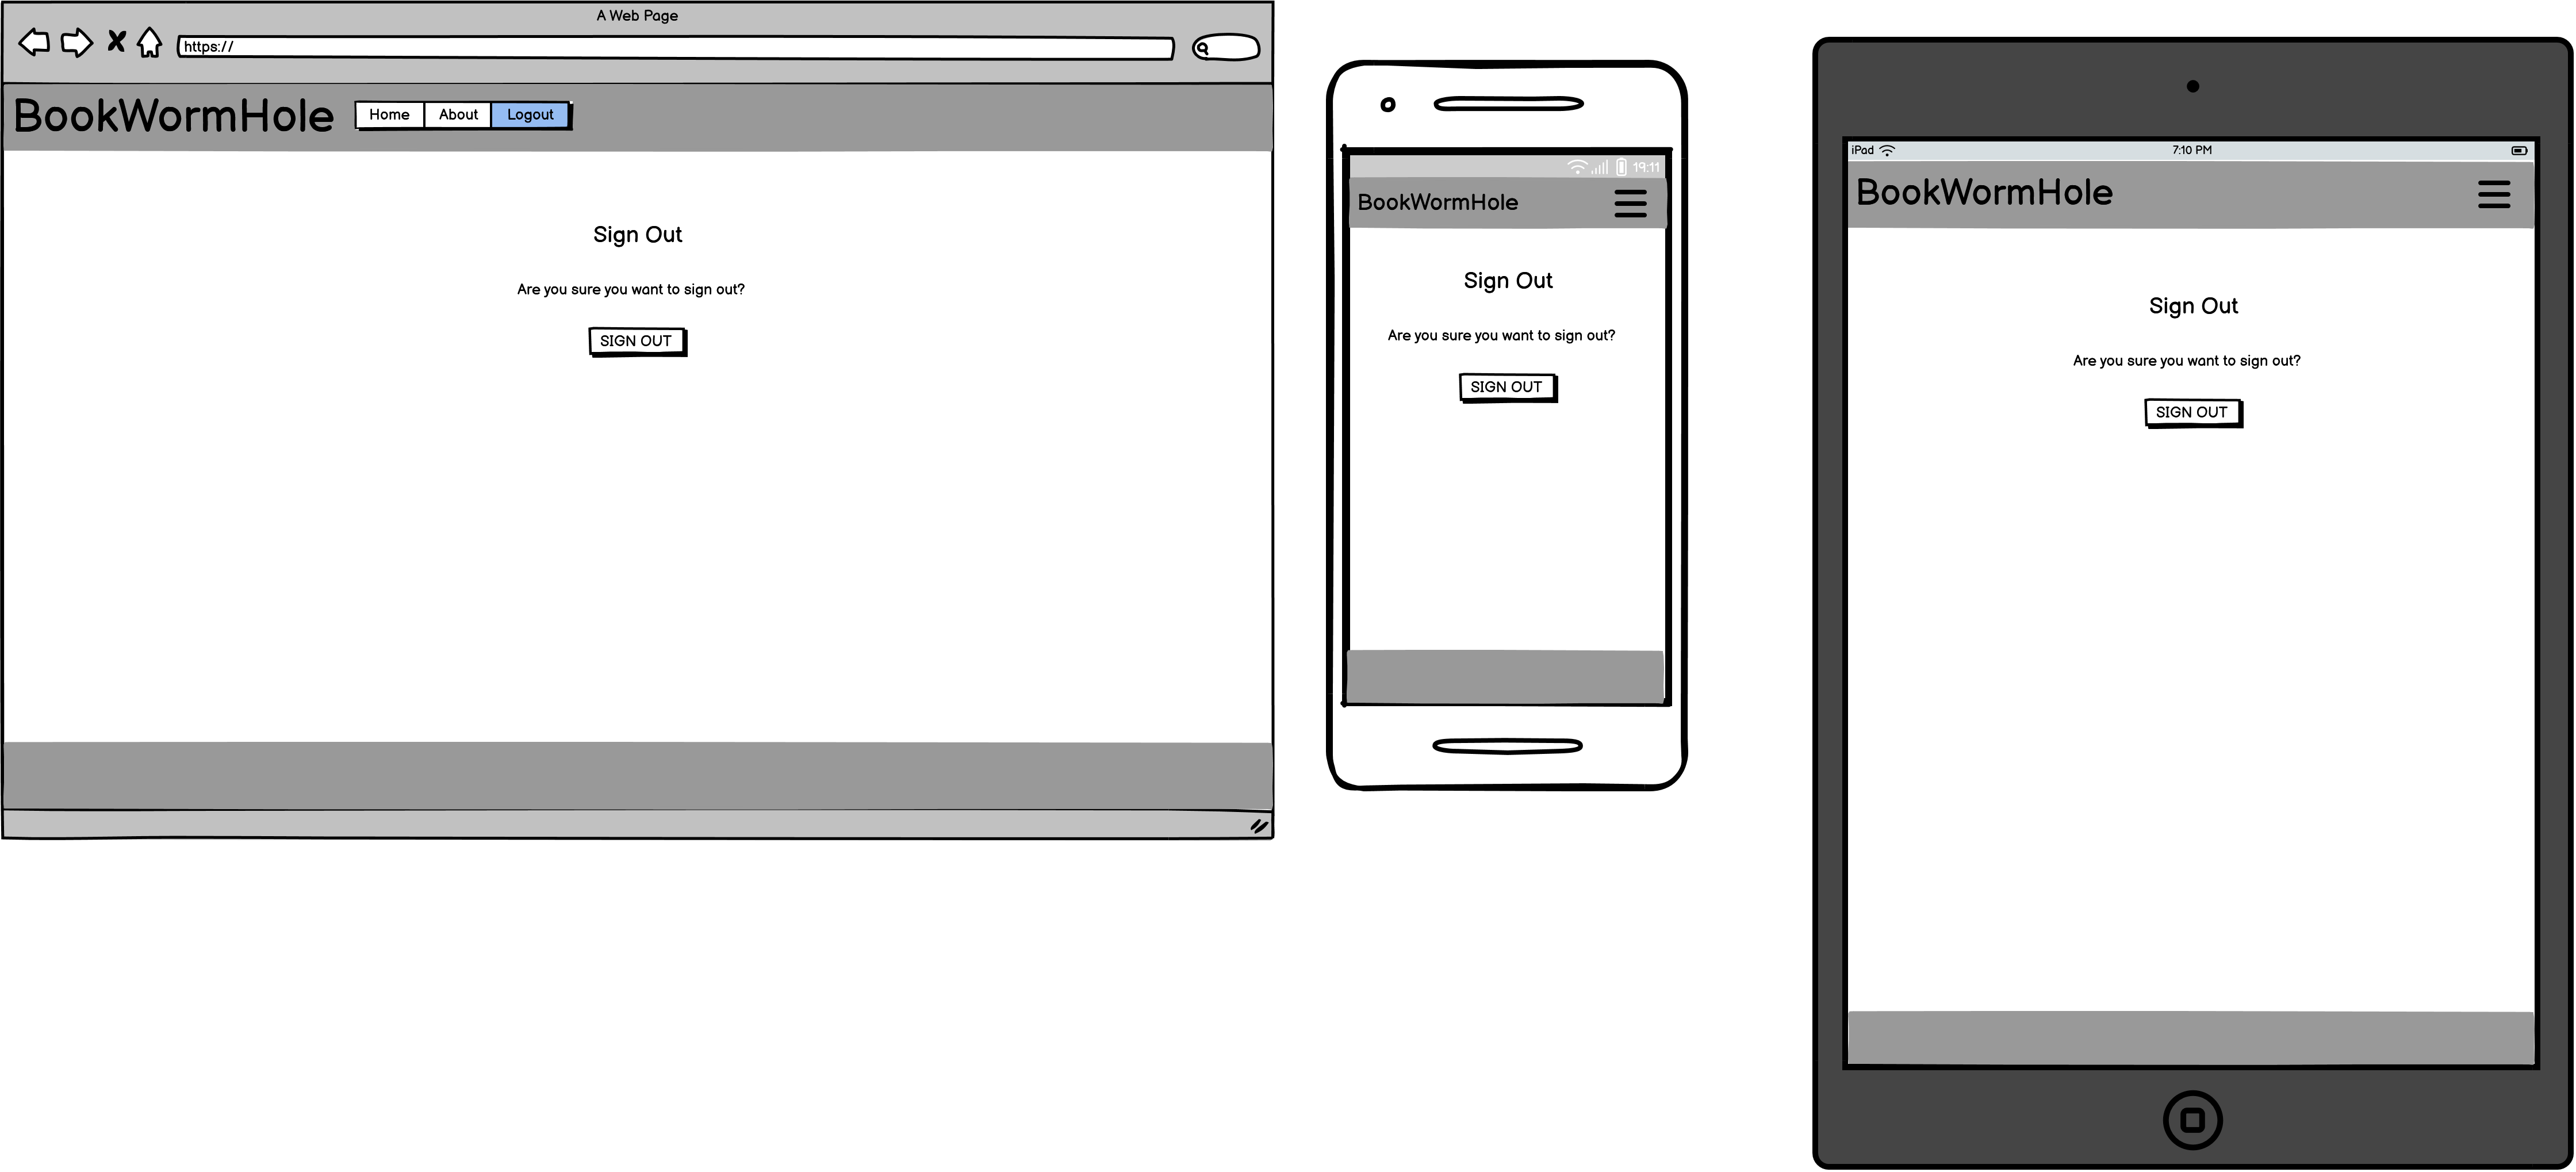 A Web Page
https://
BookWormHole
Home About Logout
Sign Out
Are you sure you want to sign out?
SIGN OUT
19:11
BookWormHole
Sign Out
Are you sure you want to sign out?
SIGN OUT
iPad 7:10 PM
BookWormHole
Sign Out
Are you sure you want to sign out?
SIGN OUT